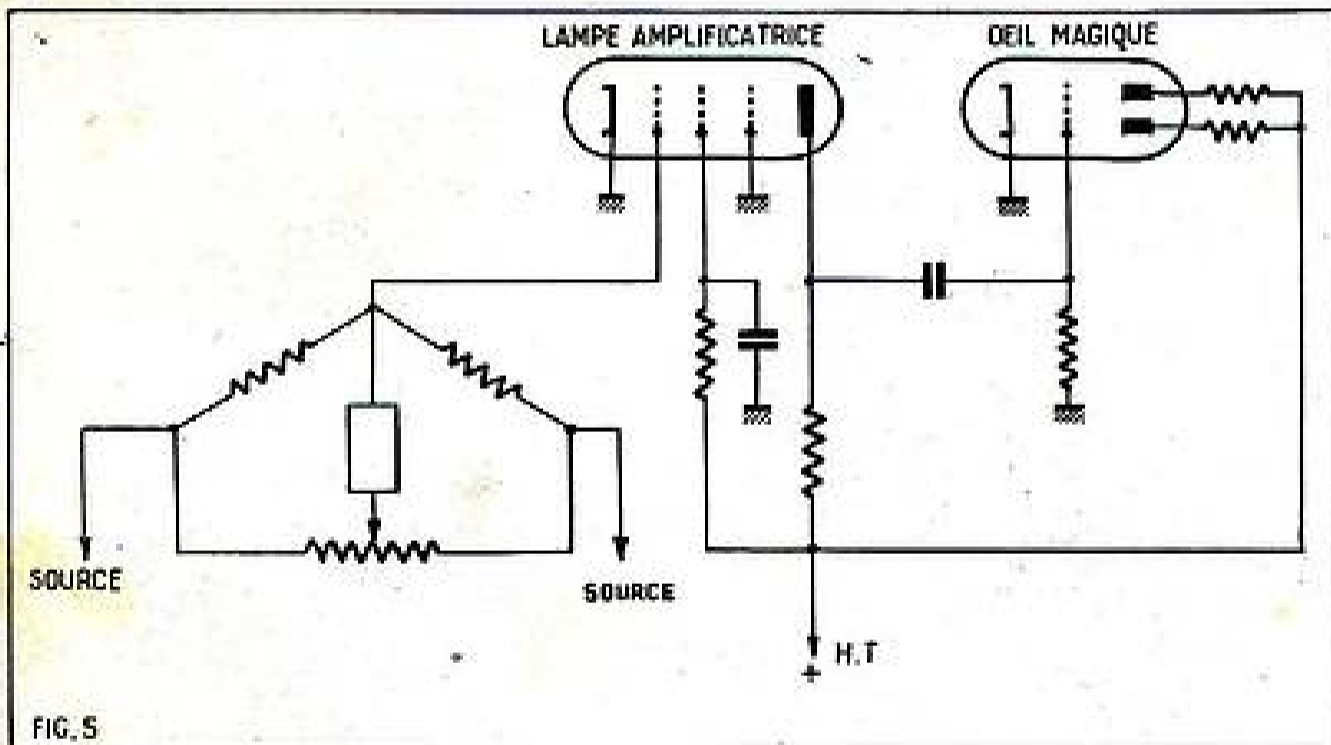 LAMPE AMPLIFICATRICE
OEIL MAGIQUE
SOURCE
SOURCE
H.T
+
FIG. 5